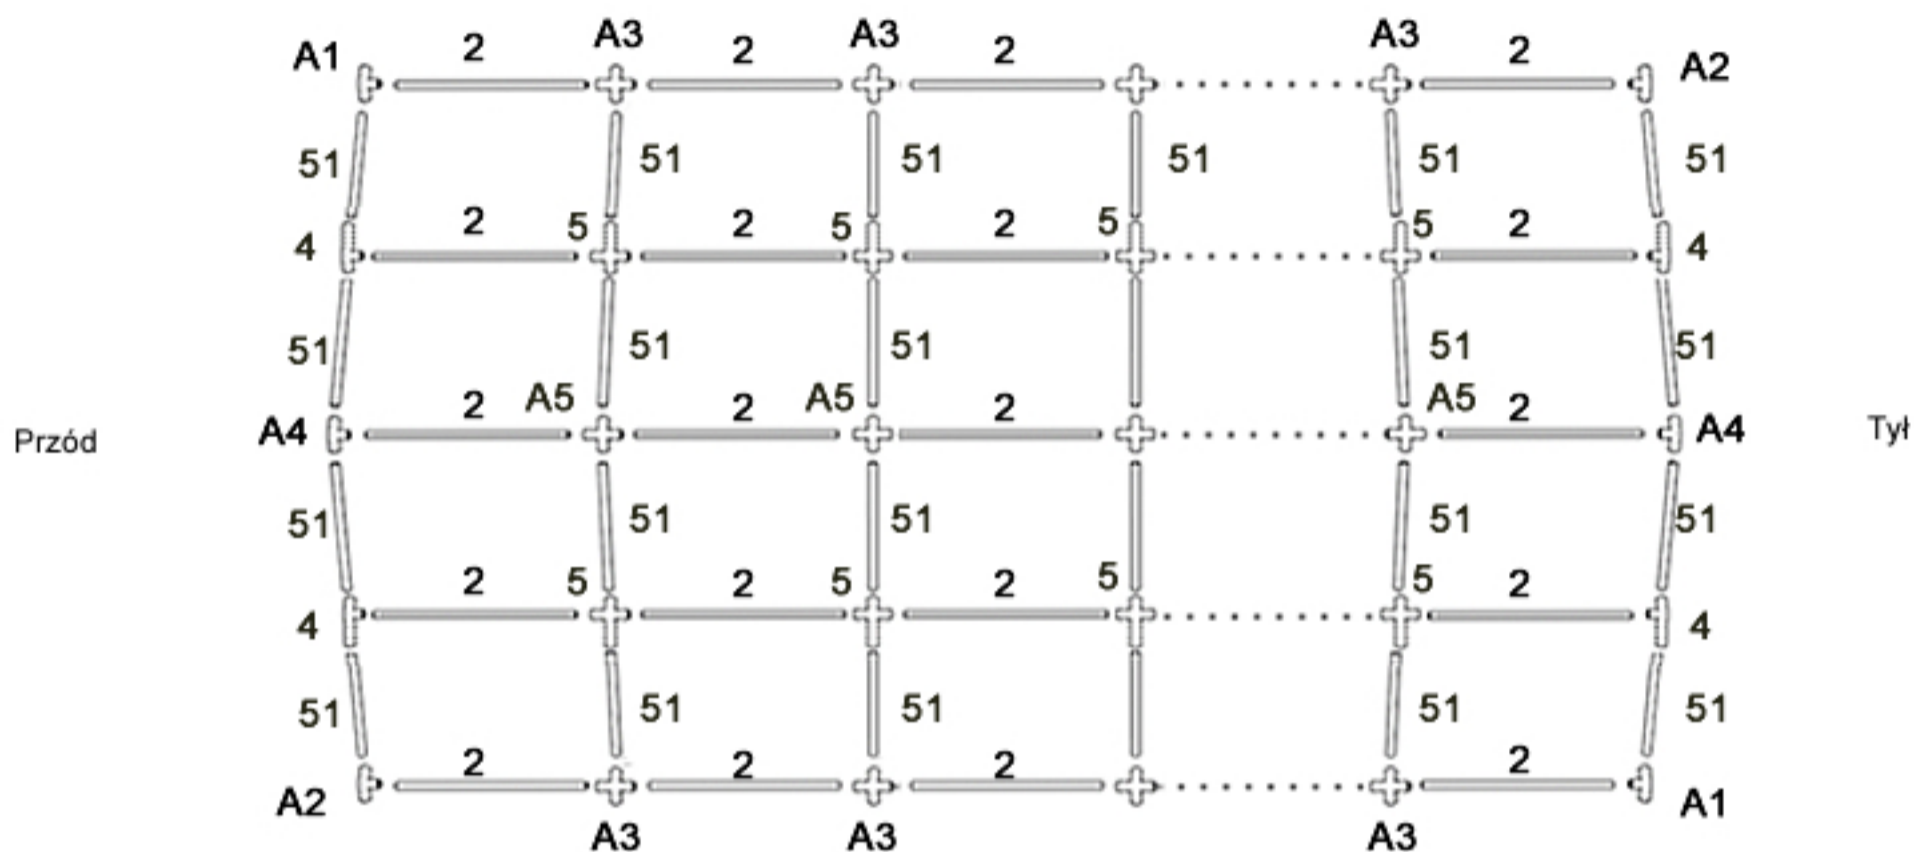 A1 2 A3 2 A3 2 A3 2 A2
51 51 51 51 51 51
4 2 5 2 5 2 5 5 2 4
51 51 51 51 51
Przód A4 2 A5 2 A5 2 A5 2 A4 Tył
51 51 51 51 51
4 2 5 2 5 2 5 5 2 4
51 51 51 51 51
A2 2 2 2 2 A1
A3 A3 A3